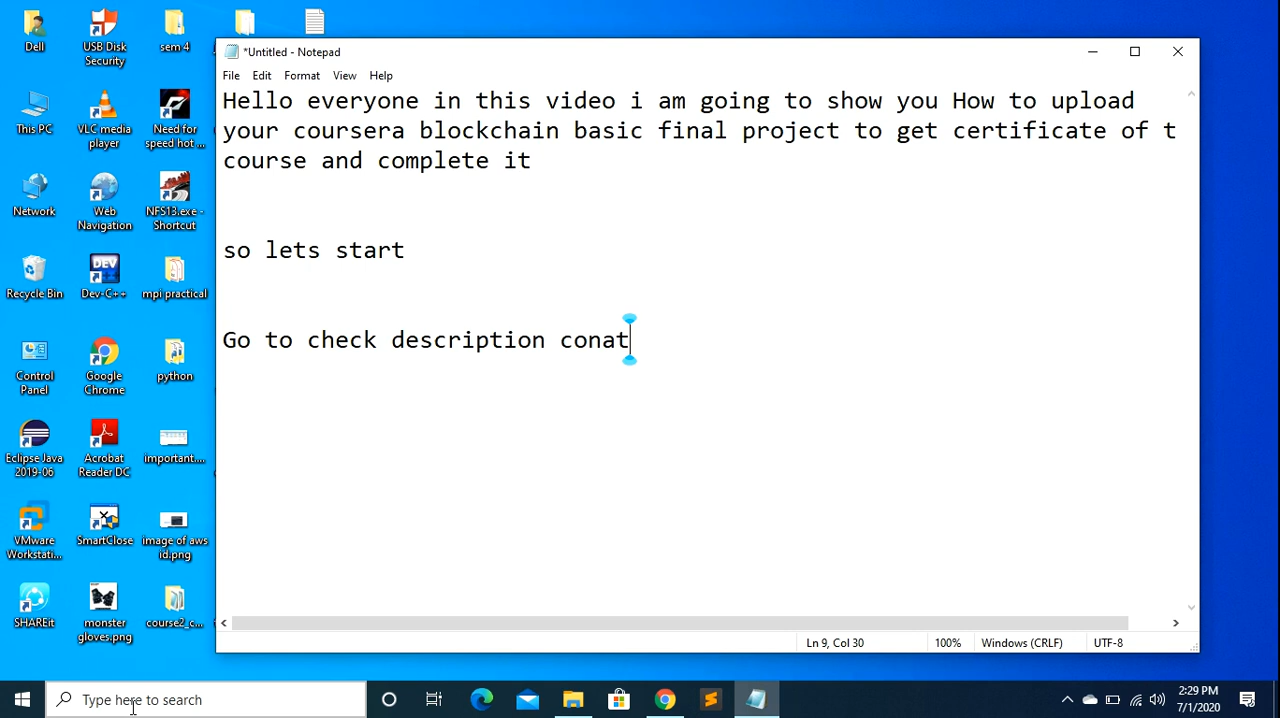 *Untitled - Notepad
File Edit Format View Help
Hello everyone in this video i am going to show you How to upload
your coursera blockchain basic final project to get certificate of t
course and complete it
so lets start
Go to check description conat
Ln 9, Col 30
100%
Windows (CRLF)
UTF-8
Dell
USB Disk
Security
sem 4
This PC
VLC media
player
Need for
speed hot ...
Network
Web
Navigation
NFS13.exe -
Shortcut
Recycle Bin
Dev-C++
mpi practical
Control
Panel
Google
Chrome
python
Eclipse Java
2019-06
Acrobat
Reader DC
important....
VMware
Workstati...
SmartClose
image of aws
id.png
SHAREit
monster
gloves.png
course2_c...
Type here to search
2:29 PM
7/1/2020